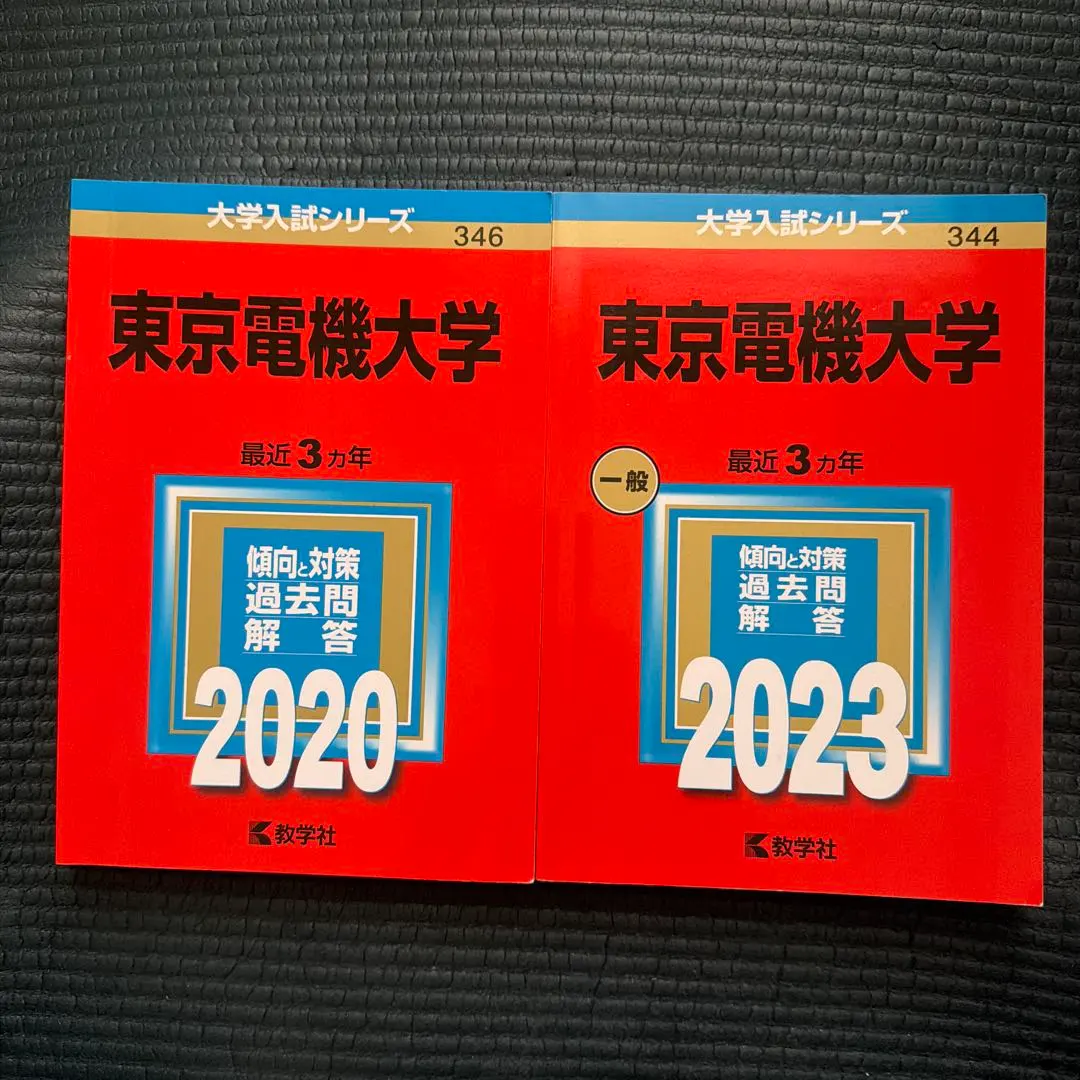 大学入試シリーズ
346
東京電機大学
最近3ヵ年
傾向と対策
過去問
解答
2020
教学社
大学入試シリーズ
344
東京電機大学
最近3ヵ年
一般
傾向と対策
過去問
解答
2023
教学社